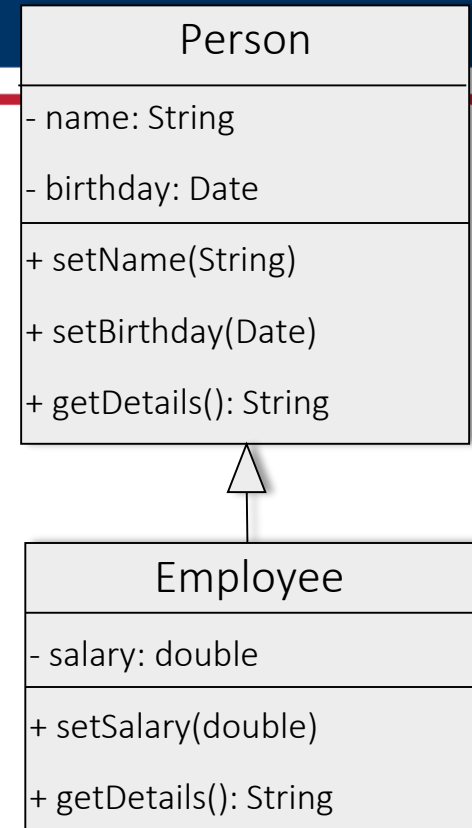 Person
- name: String
- birthday: Date
+ setName(String)
+ setBirthday(Date)
+ getDetails(): String
Employee
- salary: double
+ setSalary(double)
+ getDetails(): String